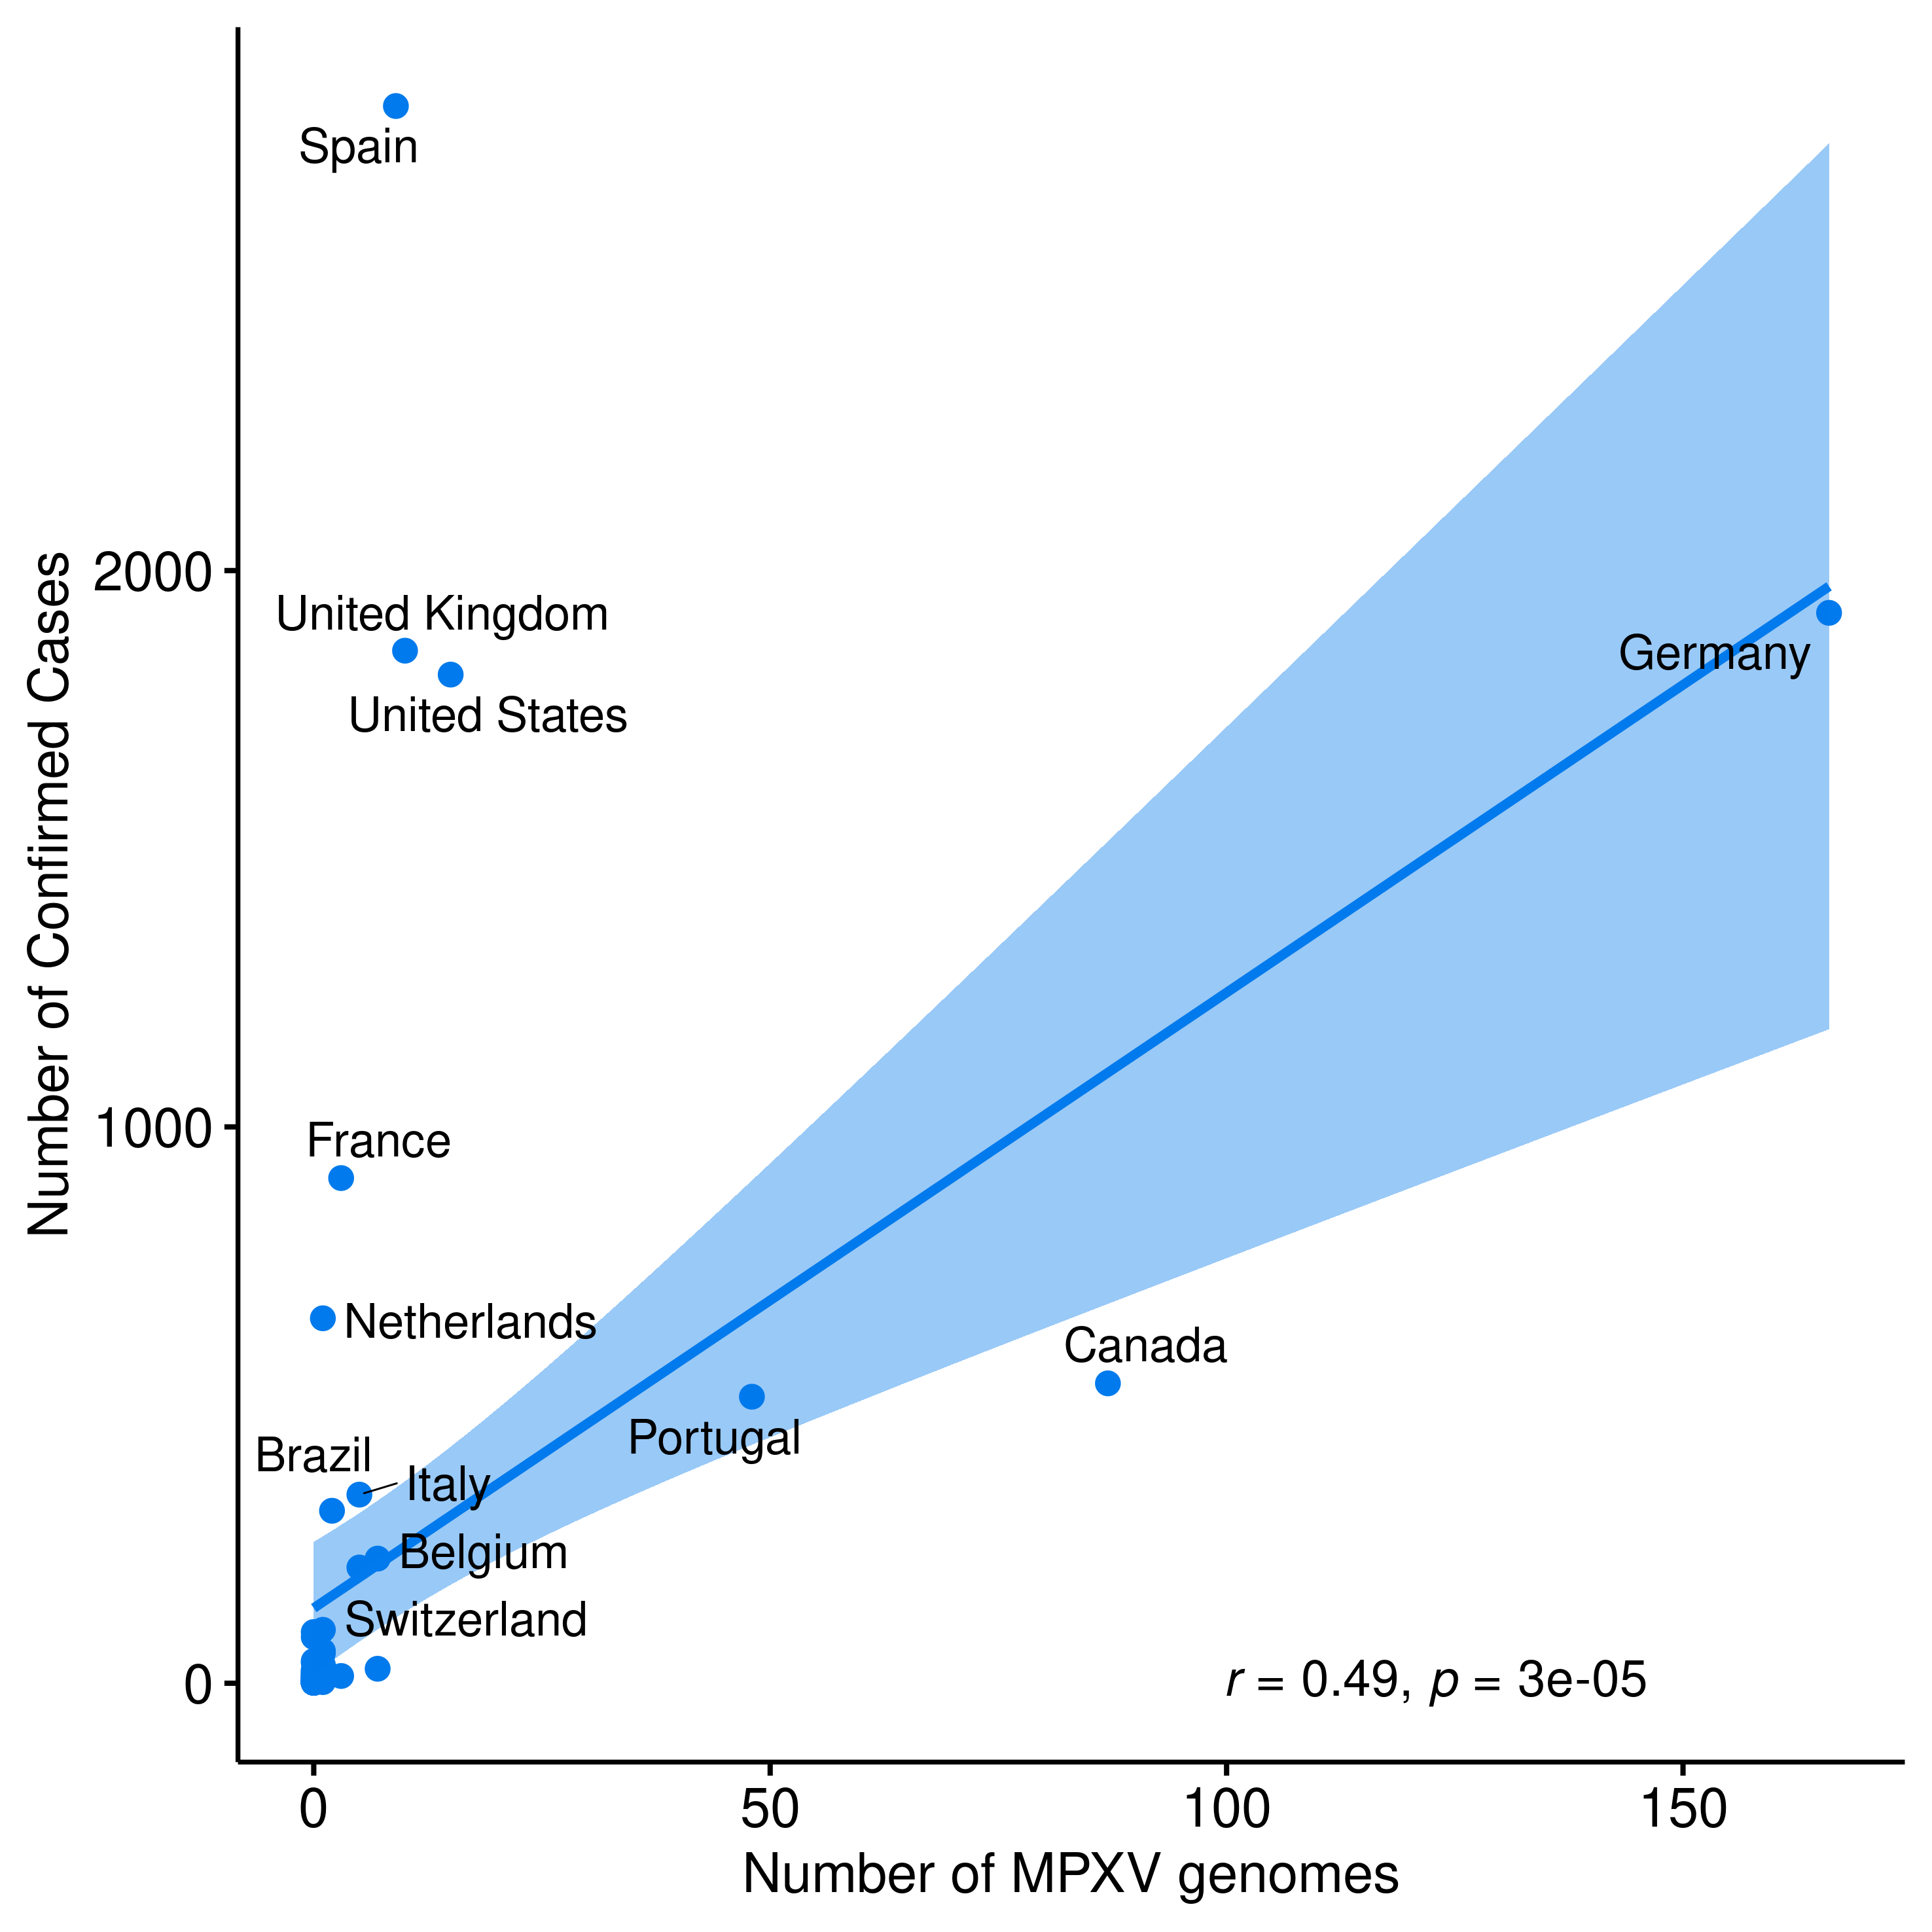 Spain
2000
United Kingdom
Germany
United States
Number of Confirmed Cases
1000
France
Netherlands
Canada
Portugal
Brazil
Italy
Belgium
Switzerland
0
r = 0.49, p = 3e-05
0 50 100 150
Number of MPXV genomes